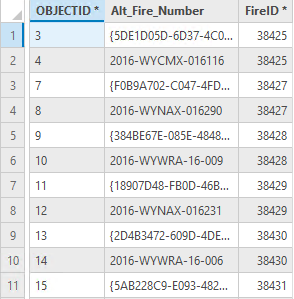 OBJECTID * Alt_Fire_Number FireID *
1 3 {5DE1D05D-6D37-4C0... 38425
2 4 2016-WYCMX-016116 38425
3 7 {F0B9A702-C047-4FD... 38427
4 8 2016-WYNAX-016290 38427
5 9 {384BE67E-085E-4848... 38428
6 10 2016-WYWRA-16-009 38428
7 11 {18907D48-FB0D-46B... 38429
8 12 2016-WYNAX-016231 38429
9 13 {2D4B3472-609D-4DE... 38430
10 14 2016-WYWRA-16-006 38430
11 15 {5AB228C9-E093-482... 38431